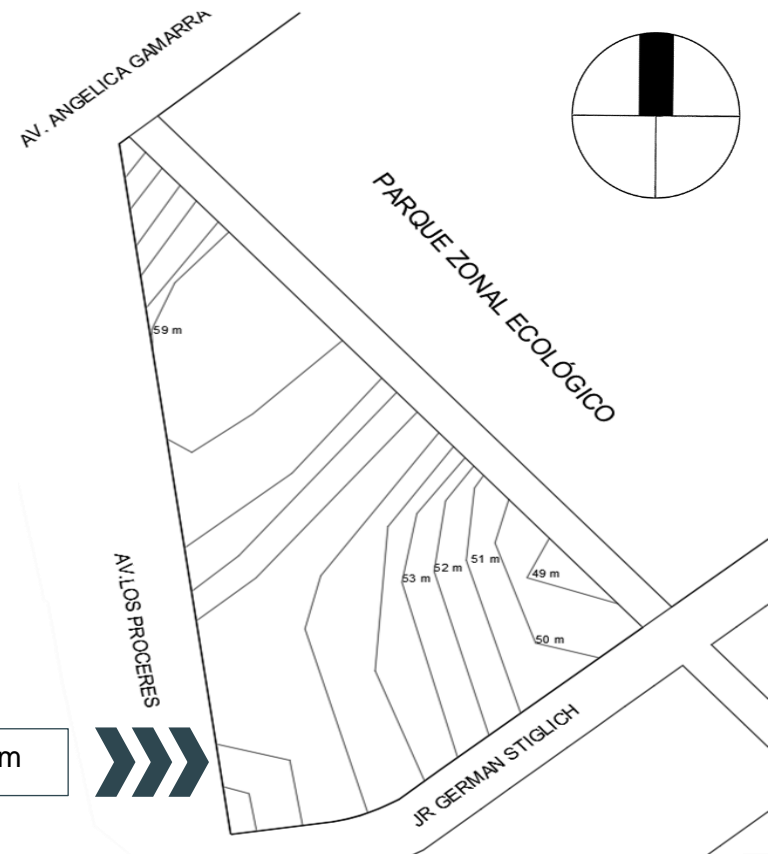 AV. ANGELICA GAMARRA
PARQUE ZONAL ECOLÓGICO
59 m
AV.LOS PROCERES
53 m
52 m
51 m
49 m
50 m
m
JR GERMAN STIGLICH